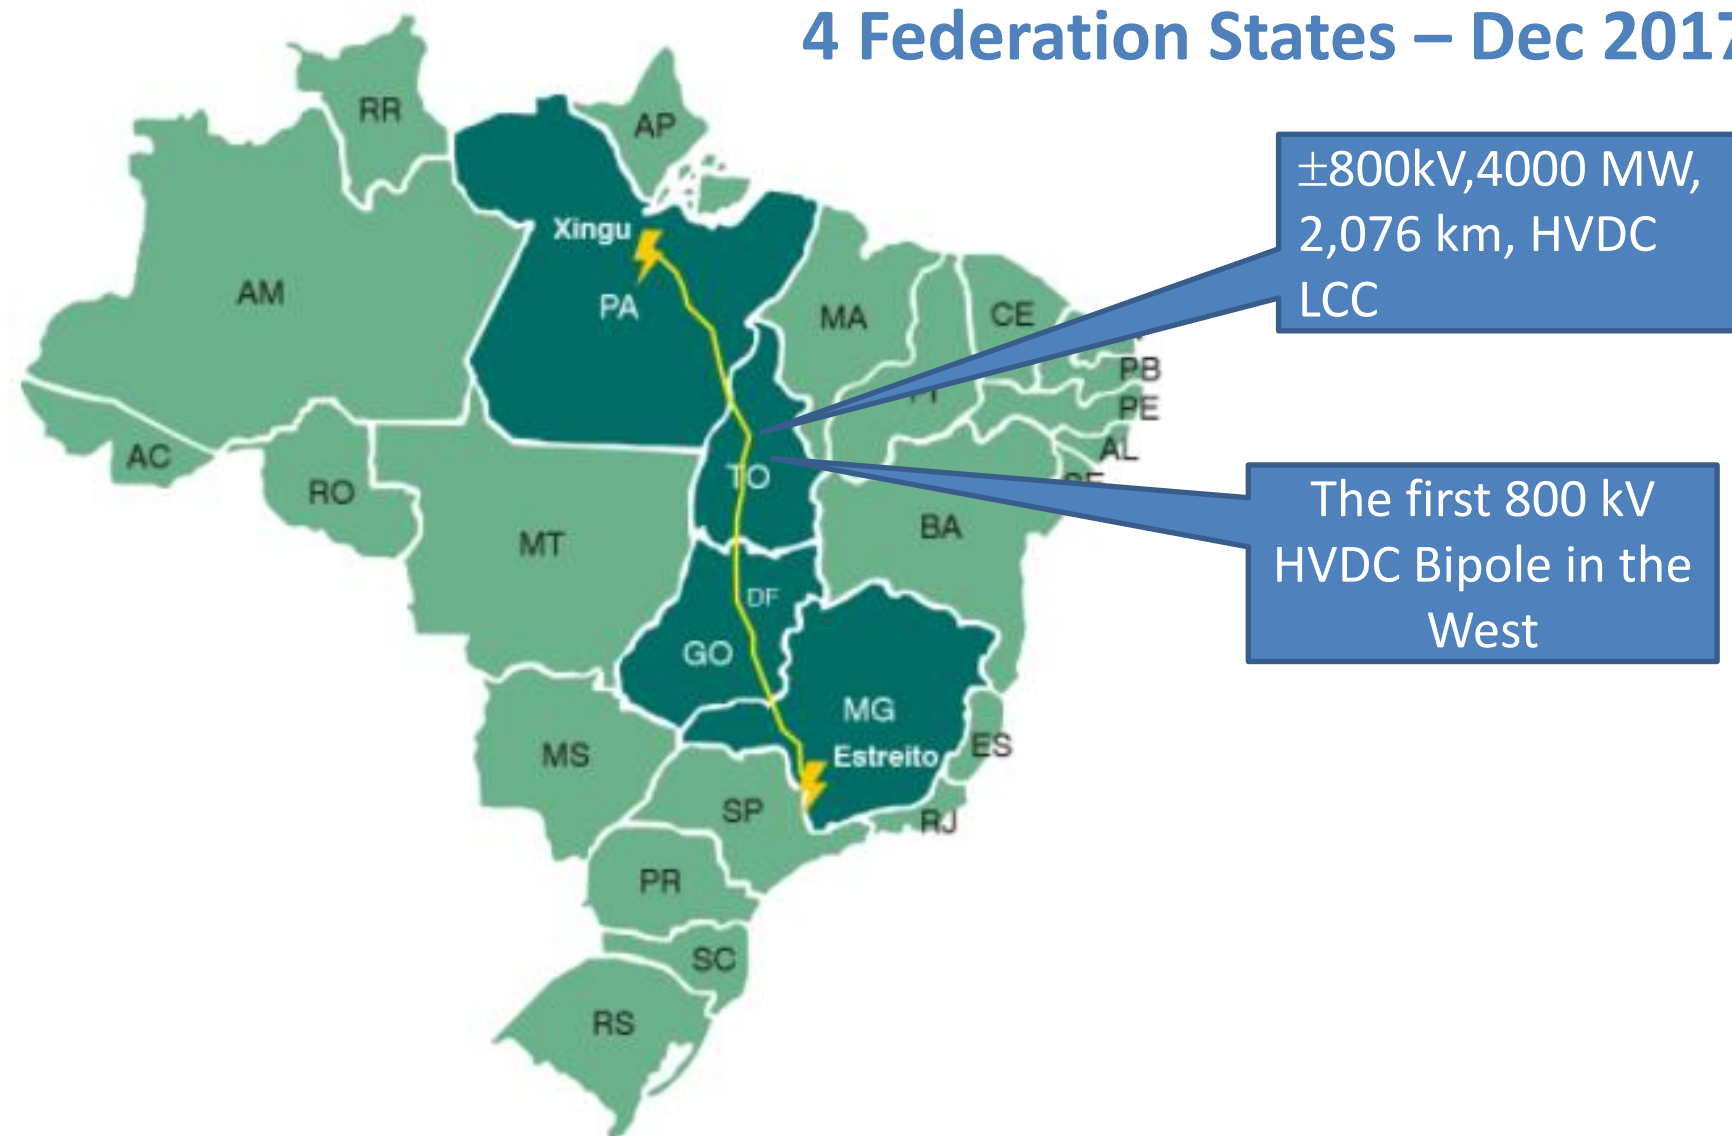 4 Federation States – Dec 2017
RR
AP
±800kV,4000 MW,
2,076 km, HVDC
LCC
Xingu
AM
PA
MA
CE
PB
PE
AL
AC
RO
TO
The first 800 kV
HVDC Bipole in the
West
MT
BA
DF
GO
MG
MS
Estreito
ES
SP
RJ
PR
SC
RS